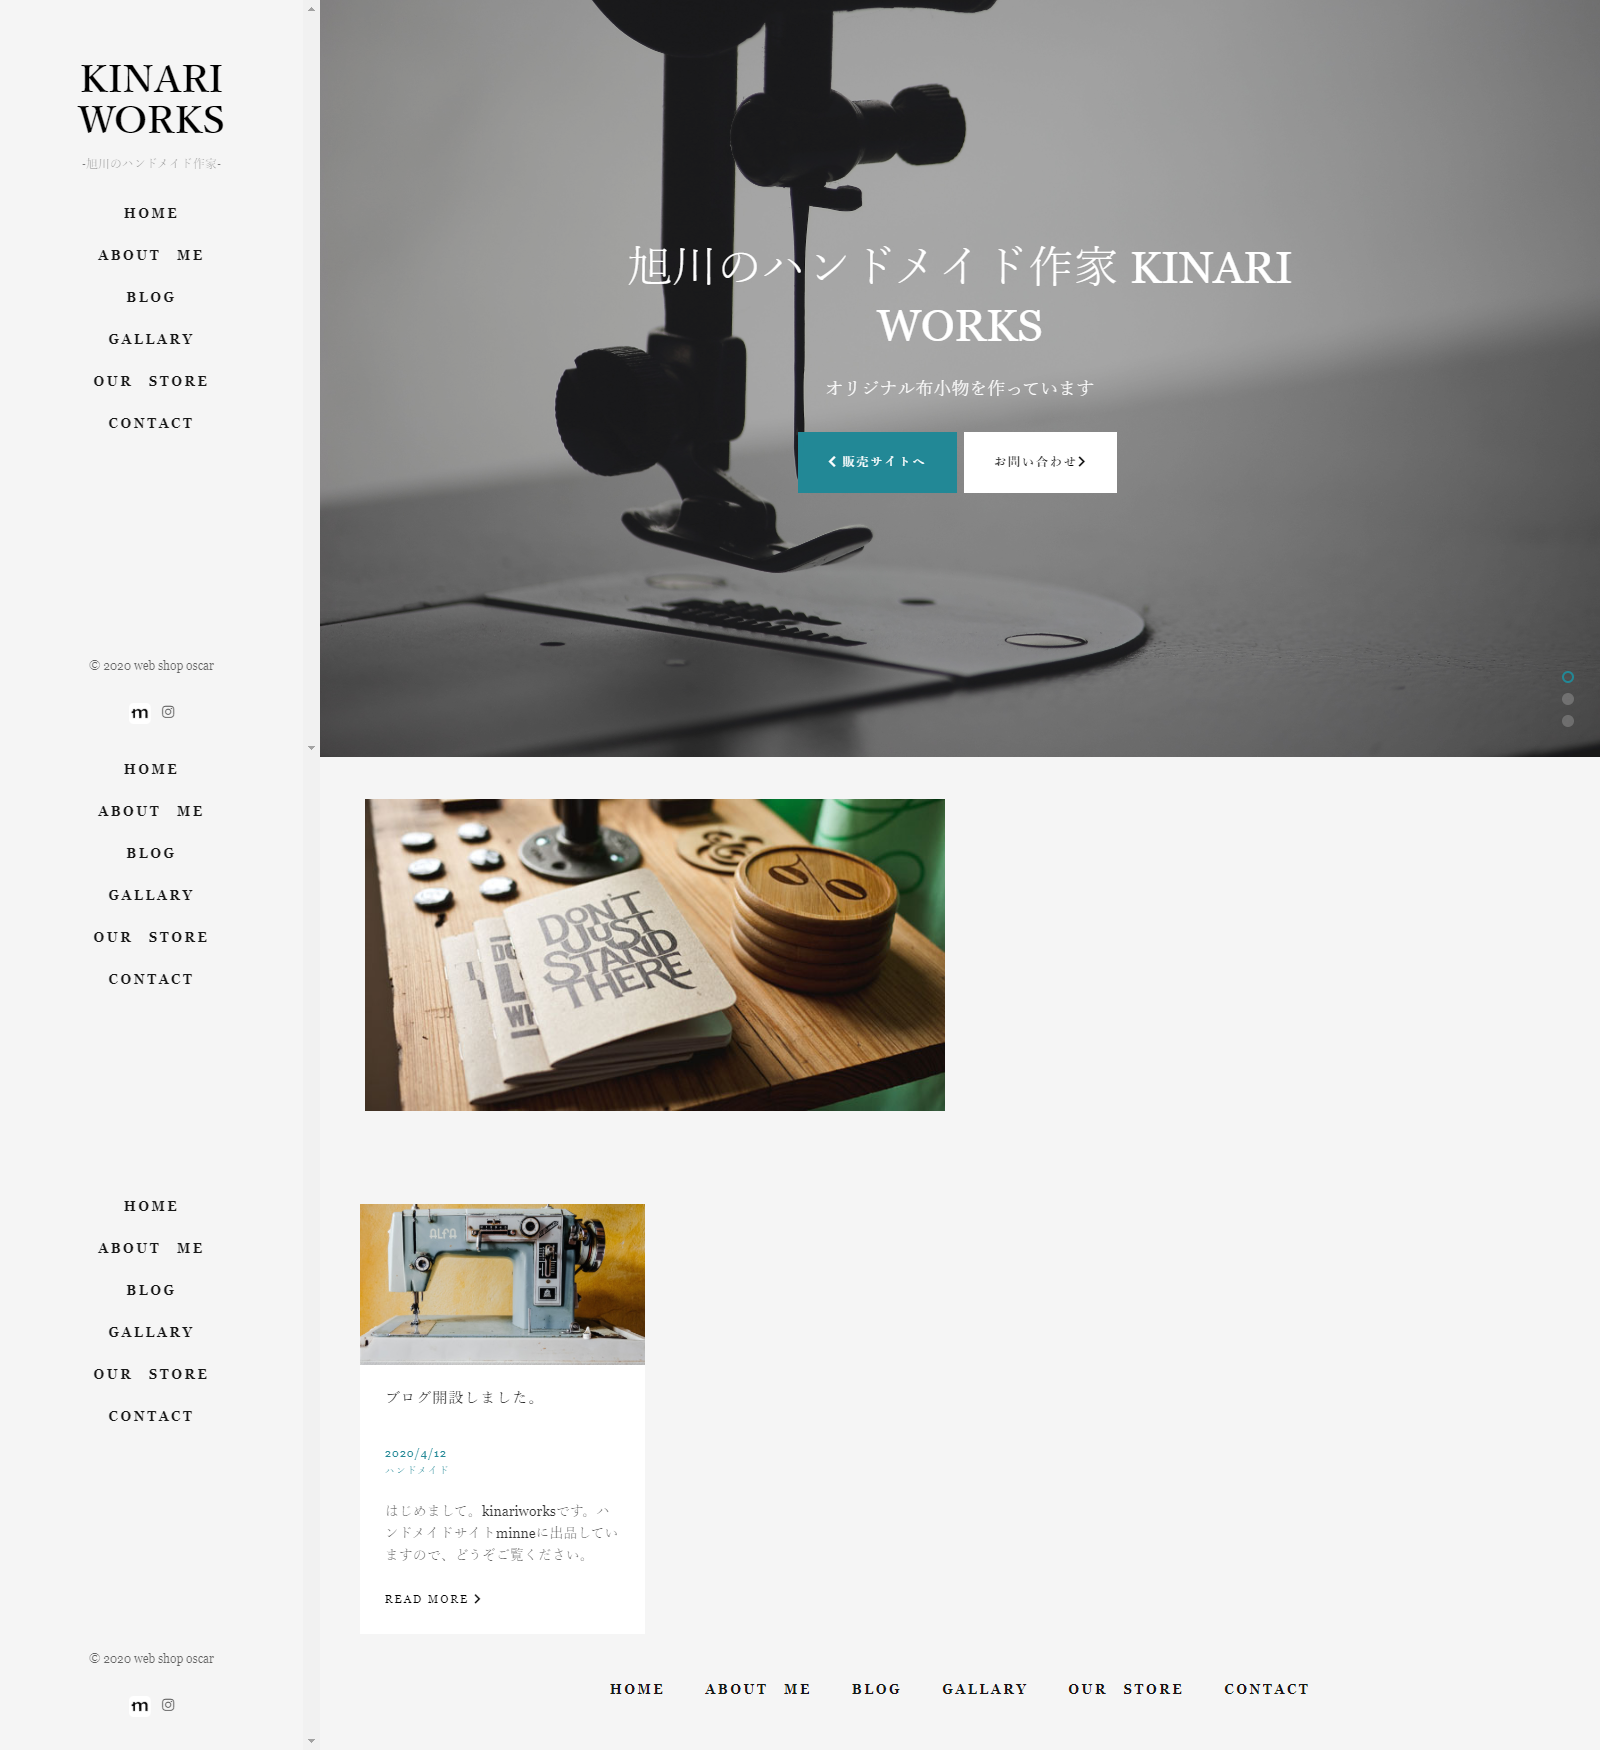 KINARI
WORKS
-旭川のハンドメイド作家-
HOME
ABOUT ME
BLOG
GALLARY
OUR STORE
CONTACT
© 2020 web shop oscar
m
HOME
ABOUT ME
BLOG
GALLARY
OUR STORE
CONTACT
HOME
ABOUT ME
BLOG
GALLARY
OUR STORE
CONTACT
© 2020 web shop oscar
m
旭川のハンドメイド作家 KINARI
WORKS
オリジナル布小物を作っています
販売サイトへ
お問い合わせ
DON'T
JUST
STAND
THERE
%
ALFA
ブログ開設しました。
2020/4/12
ハンドメイド
はじめまして。kinariworksです。ハ
ンドメイドサイトminneに出品してい
ますので、どうぞご覧ください。
READ MORE
HOME ABOUT ME BLOG GALLARY OUR STORE CONTACT